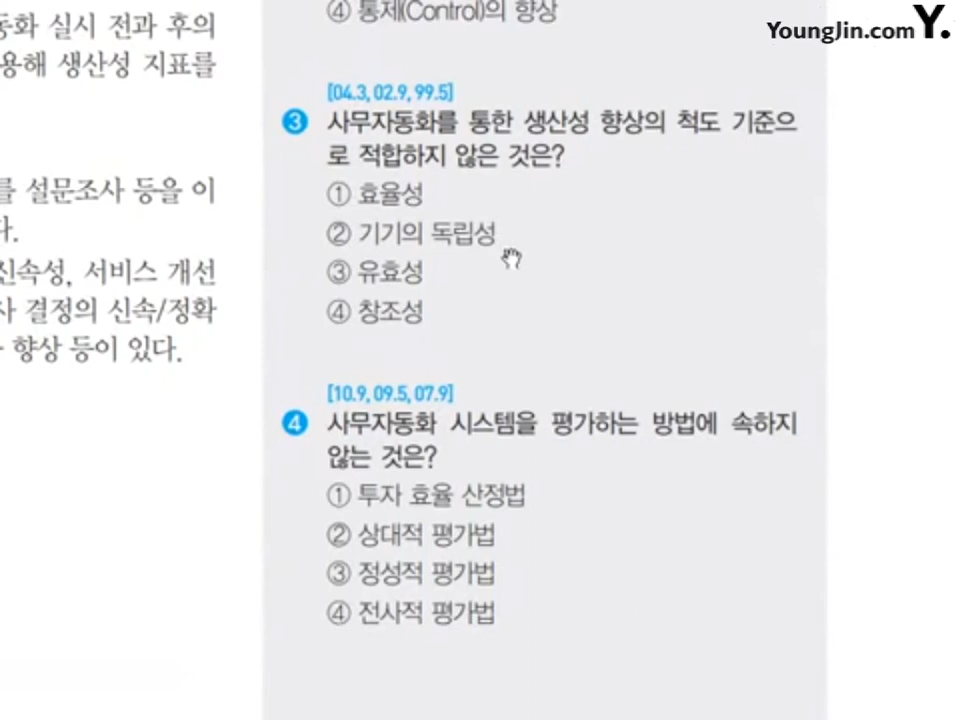 YoungJin.com Y.
동화 실시 전과 후의
용해 생산성 지표를
를 설문조사 등을 이
다.
신속성, 서비스 개선
사 결정의 신속/정확
향상 등이 있다.
④ 통제(Control)의 향상
[04.3, 02.9, 99.5]
3 사무자동화를 통한 생산성 향상의 척도 기준으
로 적합하지 않은 것은?
① 효율성
② 기기의 독립성
③ 유효성
④ 창조성
[10.9, 09.5, 07.9]
4 사무자동화 시스템을 평가하는 방법에 속하지
않는 것은?
① 투자 효율 산정법
② 상대적 평가법
③ 정성적 평가법
④ 전사적 평가법